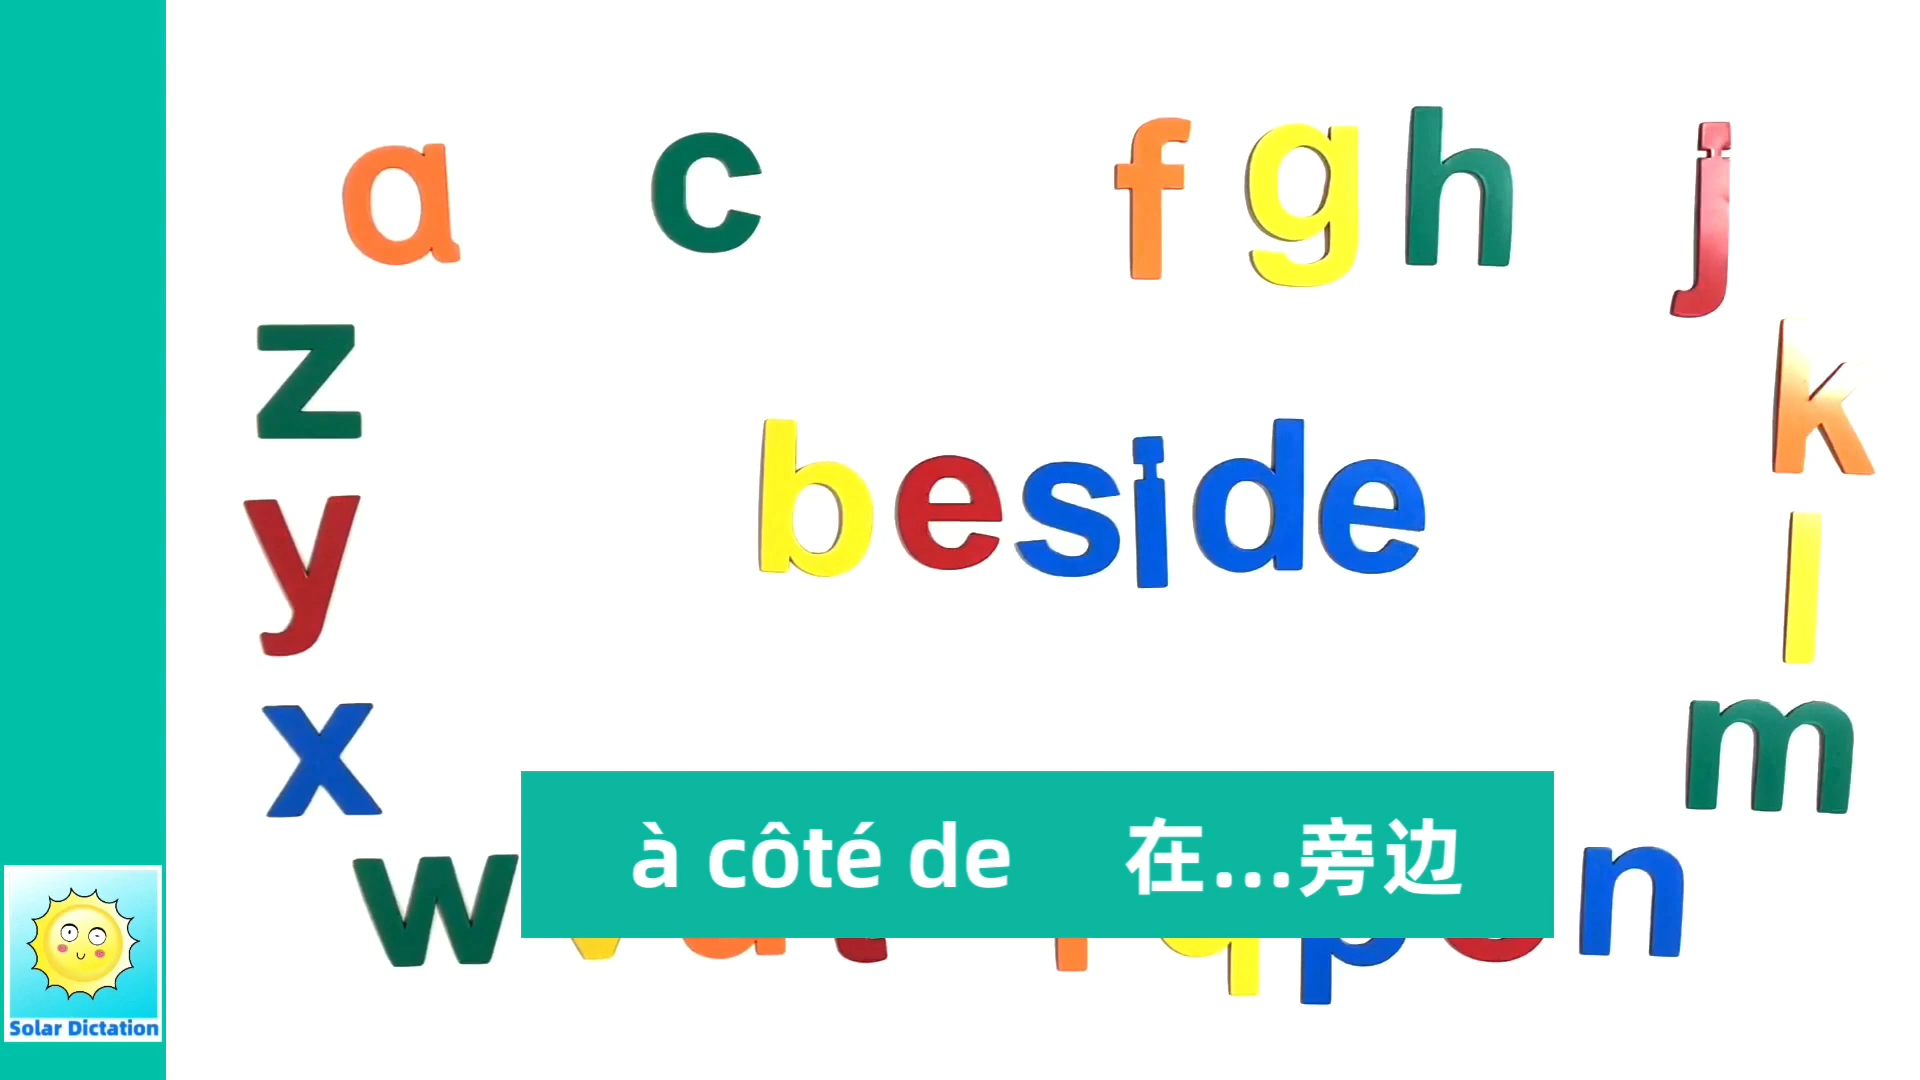 a c f g h j
z k
beside
y l
x m
à côté de 在...旁边
w v u t r q p o n
Solar Dictation